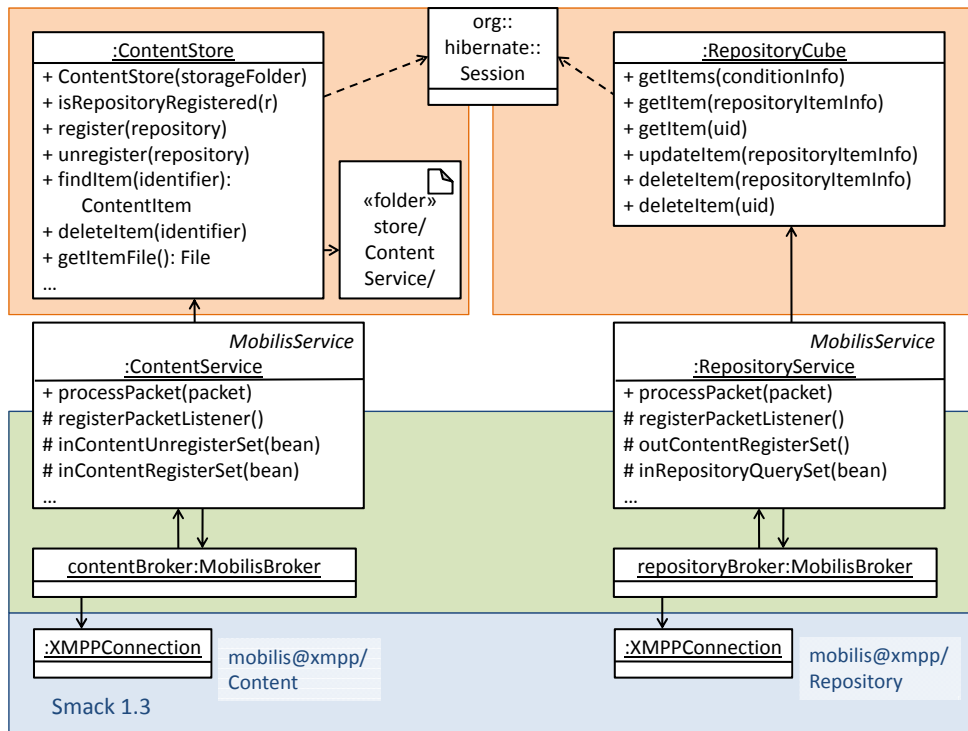 org::
hibernate::
Session
:ContentStore
+ ContentStore(storageFolder)
+ isRepositoryRegistered(r)
+ register(repository)
+ unregister(repository)
+ findItem(identifier):
ContentItem
+ deleteItem(identifier)
+ getItemFile(): File
...
«folder»
store/
Content
Service/
:RepositoryCube
+ getItems(conditionInfo)
+ getItem(repositoryItemInfo)
+ getItem(uid)
+ updateItem(repositoryItemInfo)
+ deleteItem(repositoryItemInfo)
+ deleteItem(uid)
MobilisService
:ContentService
+ processPacket(packet)
# registerPacketListener()
# inContentUnregisterSet(bean)
# inContentRegisterSet(bean)
...
MobilisService
:RepositoryService
+ processPacket(packet)
# registerPacketListener()
# outContentRegisterSet()
# inRepositoryQuerySet(bean)
...
contentBroker:MobilisBroker
repositoryBroker:MobilisBroker
:XMPPConnection
mobilis@xmpp/
Content
:XMPPConnection
mobilis@xmpp/
Repository
Smack 1.3